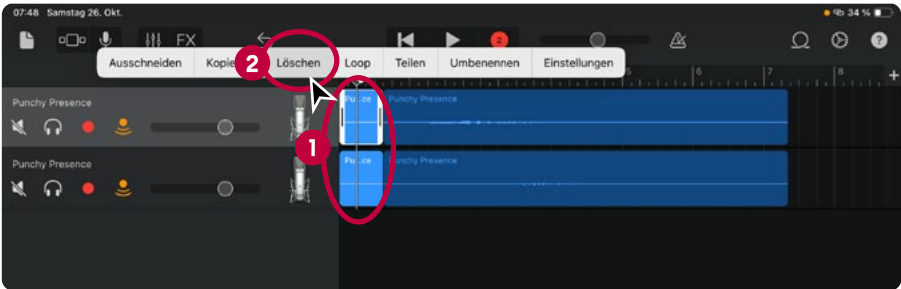 07:48 Samstag 26. Okt.
34 %
FX
2
Ausschneiden Kopie 2 Löschen Loop Teilen Umbenennen Einstellungen
5 6 7 8
Punchy Presence Pu...ce Punchy Presence
1
Punchy Presence Pu...ce Punchy Presence